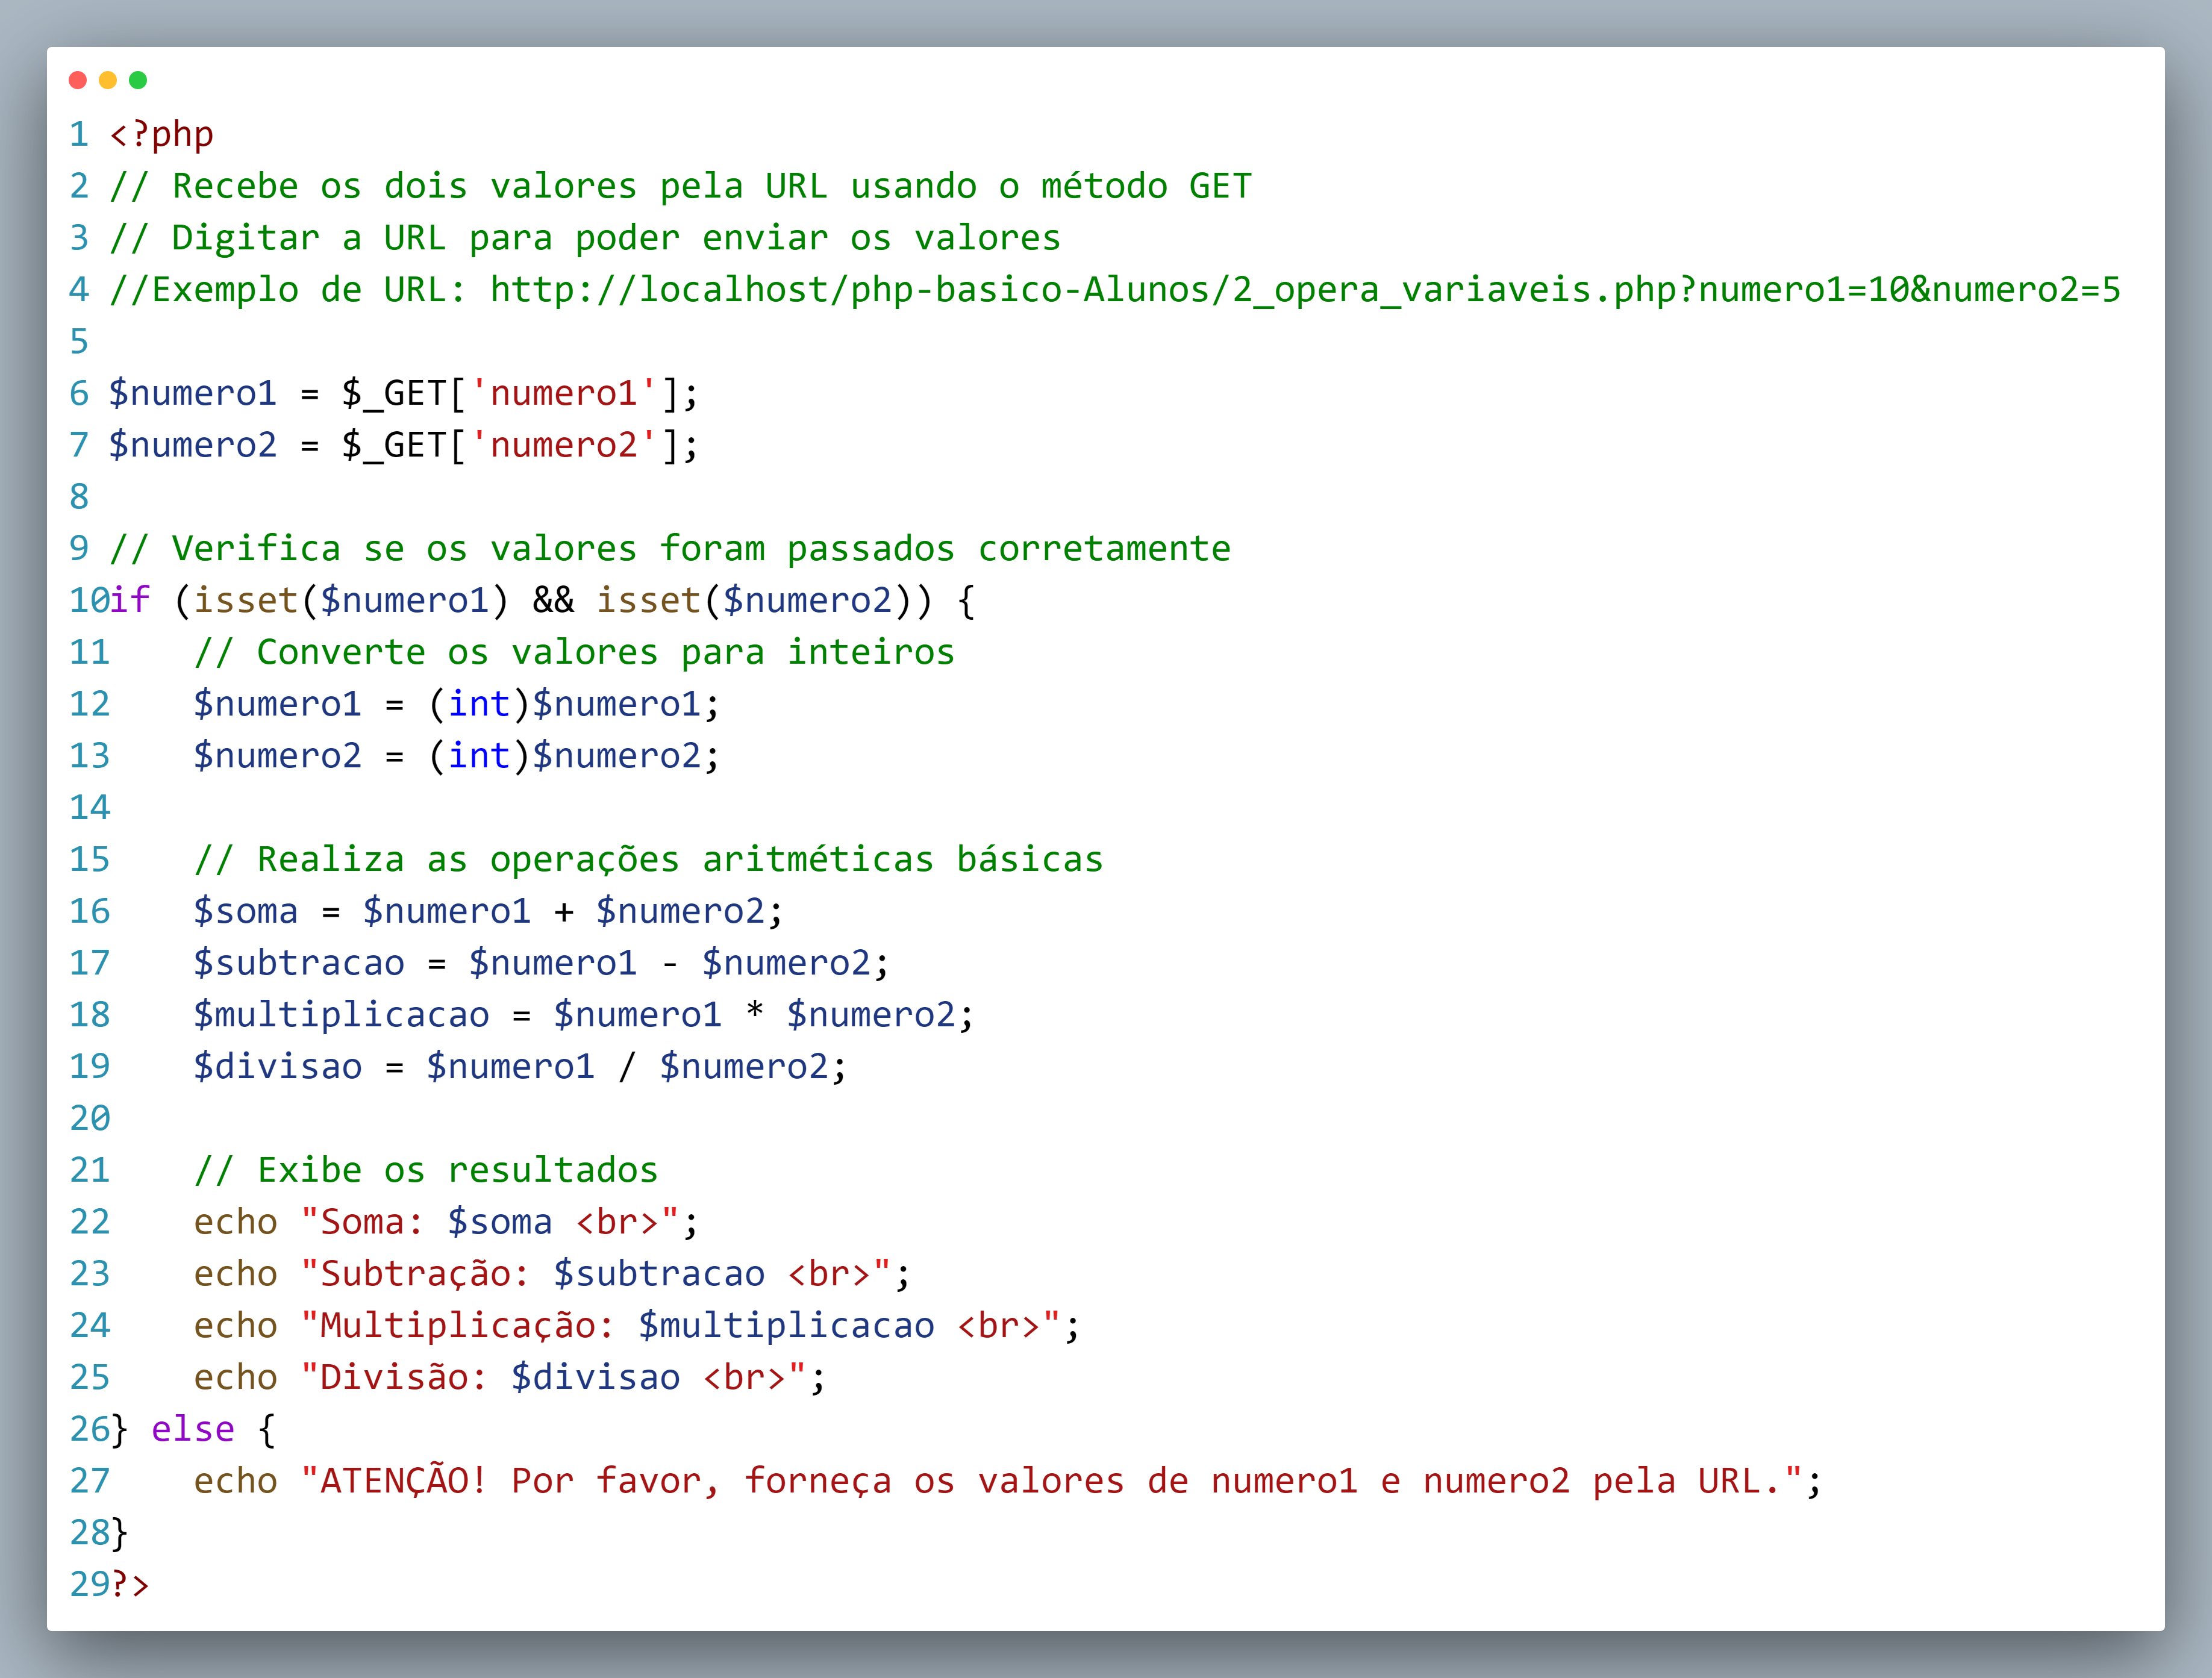 1 <?php
2 // Recebe os dois valores pela URL usando o método GET
3 // Digitar a URL para poder enviar os valores
4 //Exemplo de URL: http://localhost/php-basico-Alunos/2_opera_variaveis.php?numero1=10&numero2=5
5
6 $numero1 = $_GET['numero1'];
7 $numero2 = $_GET['numero2'];
8
9 // Verifica se os valores foram passados corretamente
10if (isset($numero1) && isset($numero2)) {
11    // Converte os valores para inteiros
12    $numero1 = (int)$numero1;
13    $numero2 = (int)$numero2;
14
15    // Realiza as operações aritméticas básicas
16    $soma = $numero1 + $numero2;
17    $subtracao = $numero1 - $numero2;
18    $multiplicacao = $numero1 * $numero2;
19    $divisao = $numero1 / $numero2;
20
21    // Exibe os resultados
22    echo "Soma: $soma <br>";
23    echo "Subtração: $subtracao <br>";
24    echo "Multiplicação: $multiplicacao <br>";
25    echo "Divisão: $divisao <br>";
26} else {
27    echo "ATENÇÃO! Por favor, forneça os valores de numero1 e numero2 pela URL.";
28}
29?>